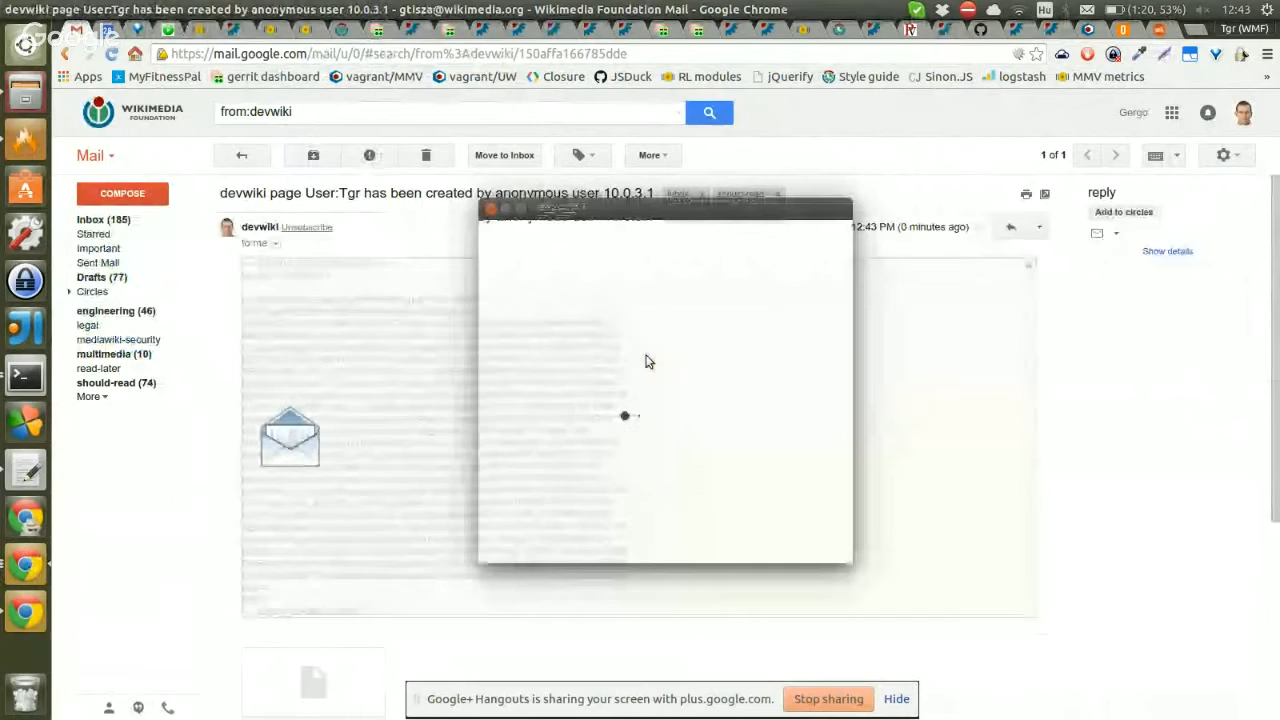 devwiki page User:Tgr has been created by anonymous user 10.0.3.1 - gtisza@wikimedia.org - Wikimedia Foundation Mail - Google Chrome
Hu
(1:20, 53%)
12:43
Google
Tgr (WMF)
https://mail.google.com/mail/u/0/#search/from%3Adevwiki/150affa166785dde
Apps
MyFitnessPal
gerrit dashboard
vagrant/MMV
vagrant/UW
Closure
JSDuck
RL modules
jQuerify
Style guide
Sinon.JS
logstash
MMV metrics
»
WIKIMEDIA
FOUNDATION
from:devwiki
Gergo
Mail
Move to Inbox
More
1 of 1
COMPOSE
Inbox (185)
Starred
Important
Sent Mail
Drafts (77)
Circles
engineering (46)
legal
mediawiki-security
multimedia (10)
read-later
should-read (74)
More
devwiki page User:Tgr has been created by anonymous user 10.0.3.1
Inbox x
should-read x
devwiki Unsubscribe
to me
12:43 PM (0 minutes ago)
reply
Add to circles
Show details
Google+ Hangouts is sharing your screen with plus.google.com.
Stop sharing
Hide